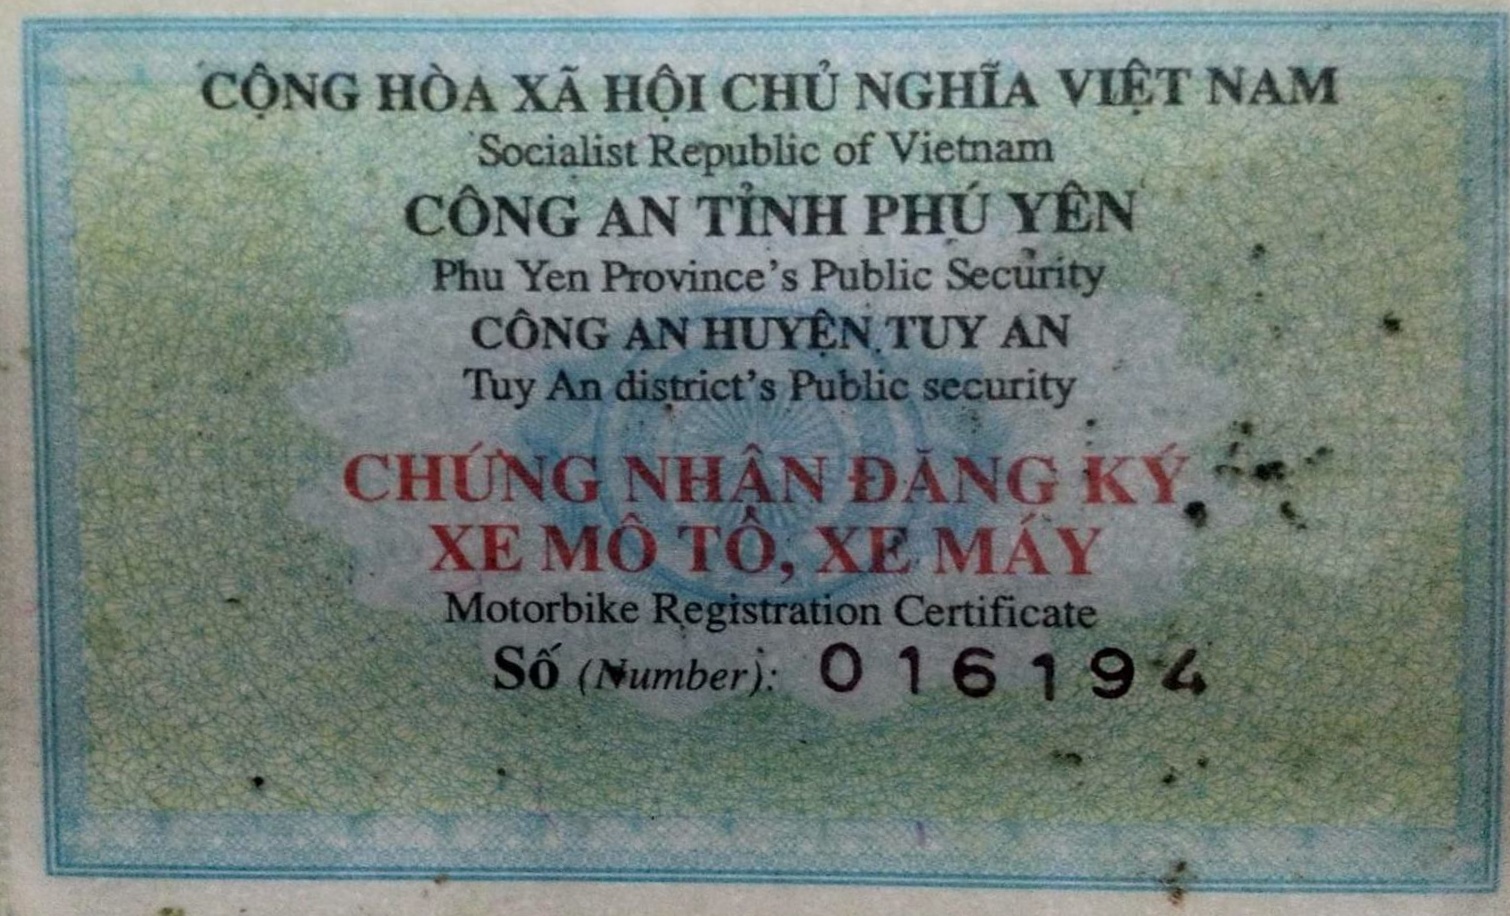 CỘNG HÒA XÃ HỘI CHỦ NGHĨA VIỆT NAM
Socialist Republic of Vietnam
CÔNG AN TỈNH PHÚ YÊN
Phu Yen Province's Public Security
CÔNG AN HUYỆN TUY AN
Tuy An district's Public security
CHỨNG NHẬN ĐĂNG KÝ
XE MÔ TÔ, XE MÁY
Motorbike Registration Certificate
Số (Number): 016194